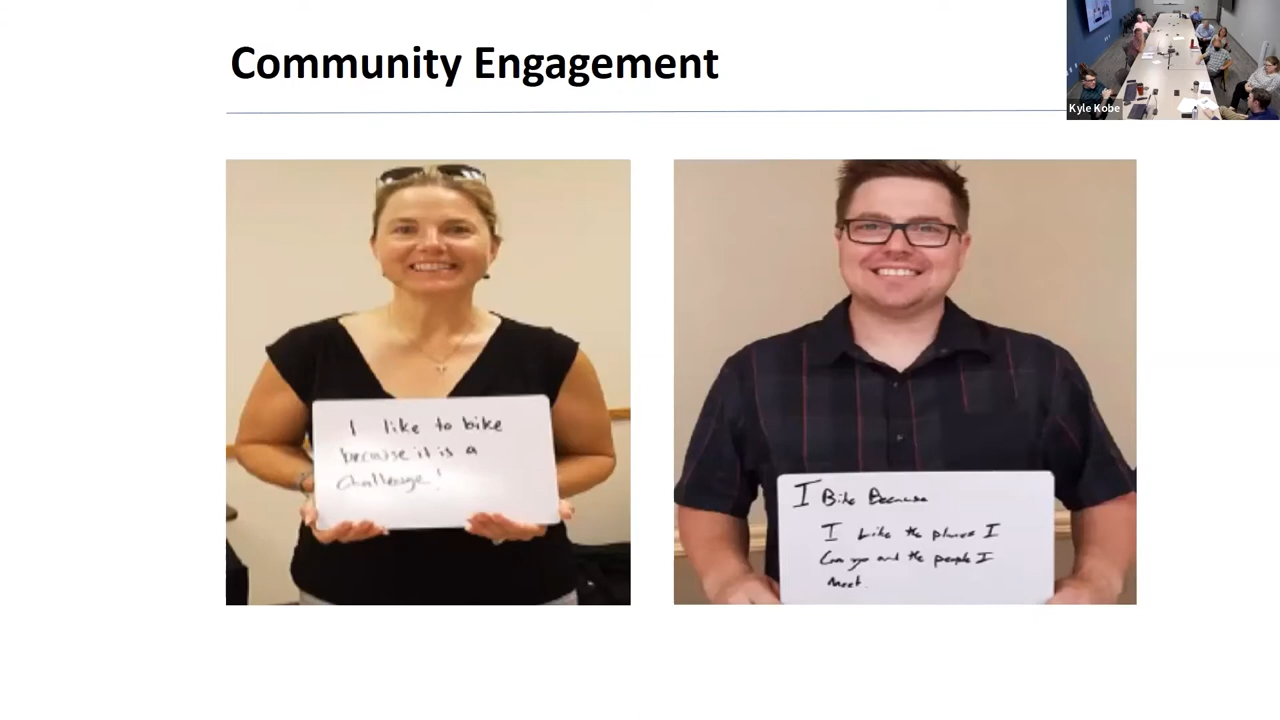 Community Engagement
Kyle Kobe
I like to bike
because it is a
challenge!
I Bike Because
I Like the places I
Can go and the people I
meet.